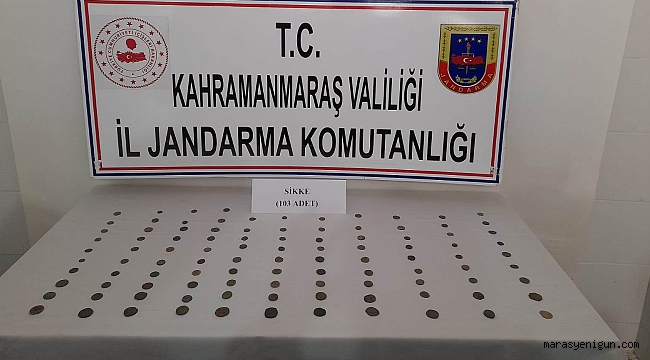 T.C.
KAHRAMANMARAŞ VALİLİĞİ
İL JANDARMA KOMUTANLIĞI
JANDARMA
SİKKE
(103 ADET)
marasyenigun.com